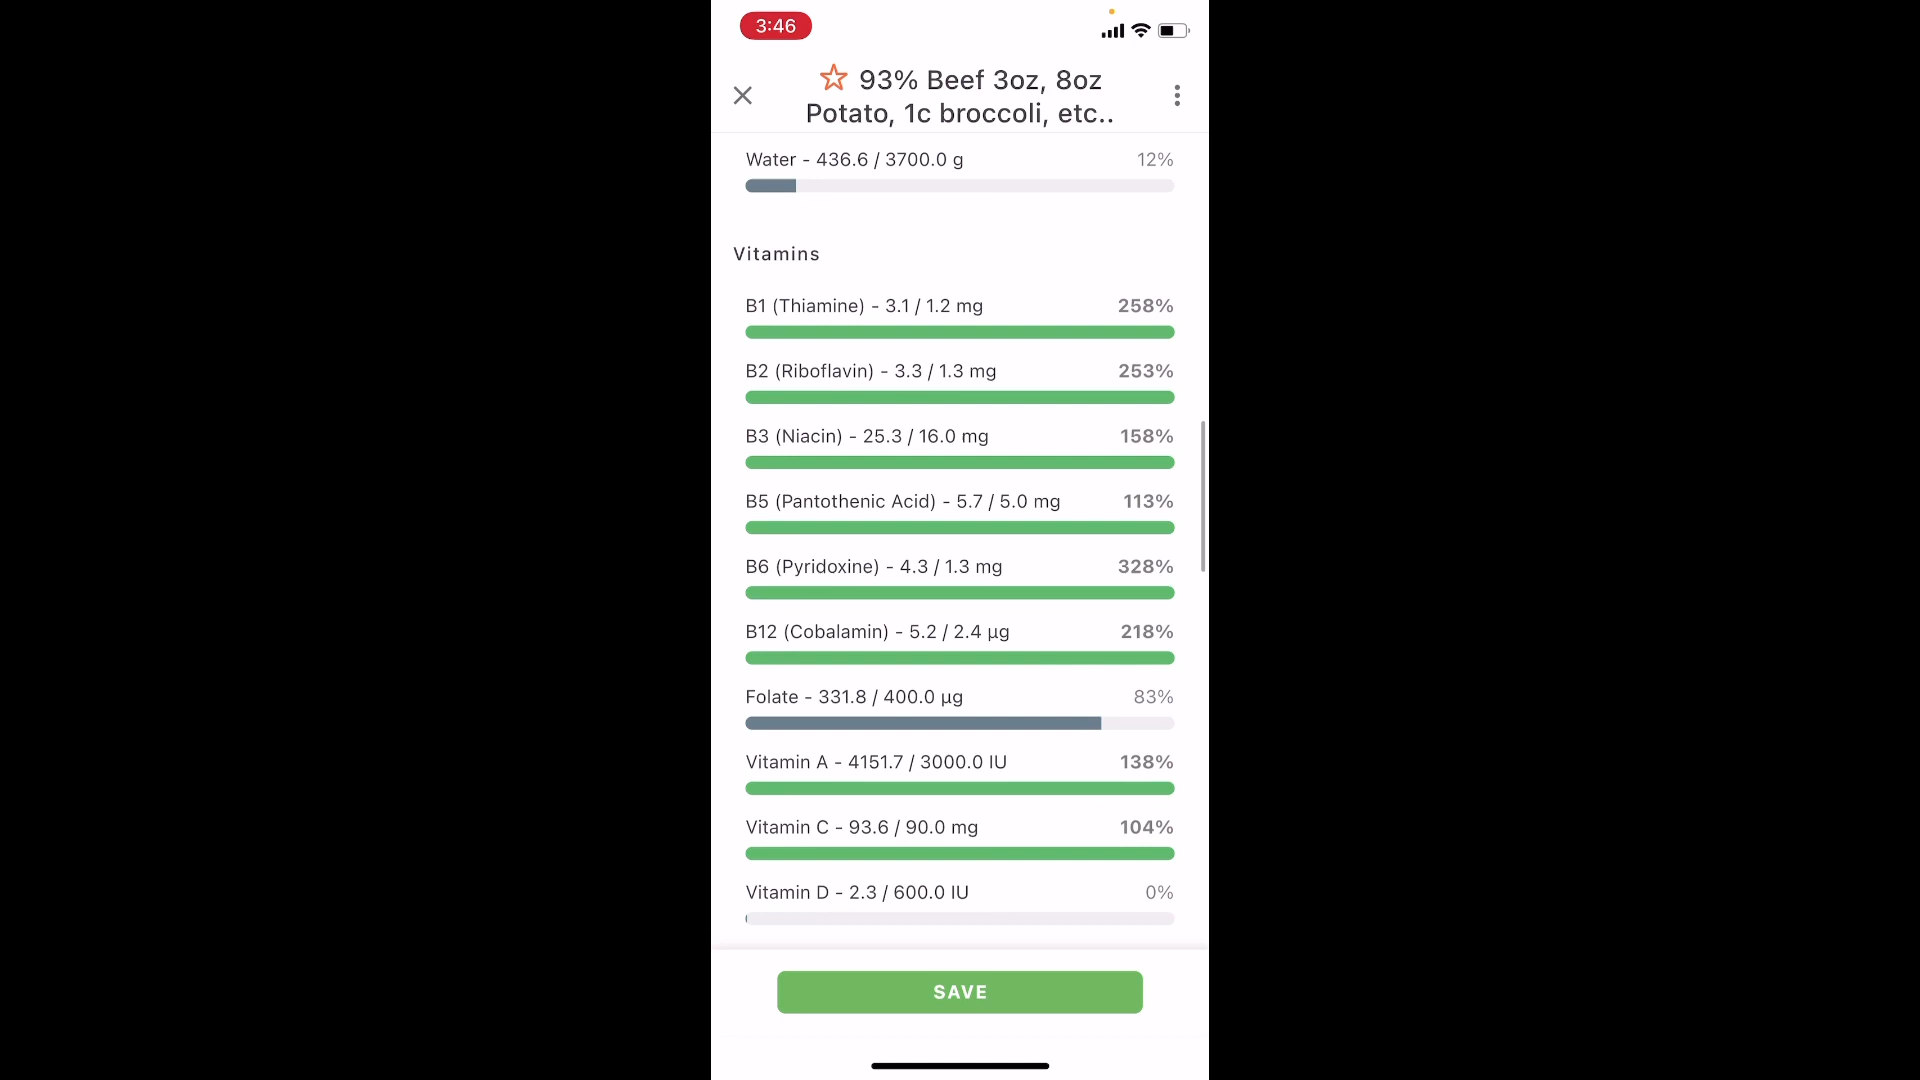 3:46
93% Beef 3oz, 8oz
Potato, 1c broccoli, etc..
Water - 436.6 / 3700.0 g 12%
Vitamins
B1 (Thiamine) - 3.1 / 1.2 mg 258%
B2 (Riboflavin) - 3.3 / 1.3 mg 253%
B3 (Niacin) - 25.3 / 16.0 mg 158%
B5 (Pantothenic Acid) - 5.7 / 5.0 mg 113%
B6 (Pyridoxine) - 4.3 / 1.3 mg 328%
B12 (Cobalamin) - 5.2 / 2.4 µg 218%
Folate - 331.8 / 400.0 µg 83%
Vitamin A - 4151.7 / 3000.0 IU 138%
Vitamin C - 93.6 / 90.0 mg 104%
Vitamin D - 2.3 / 600.0 IU 0%
SAVE